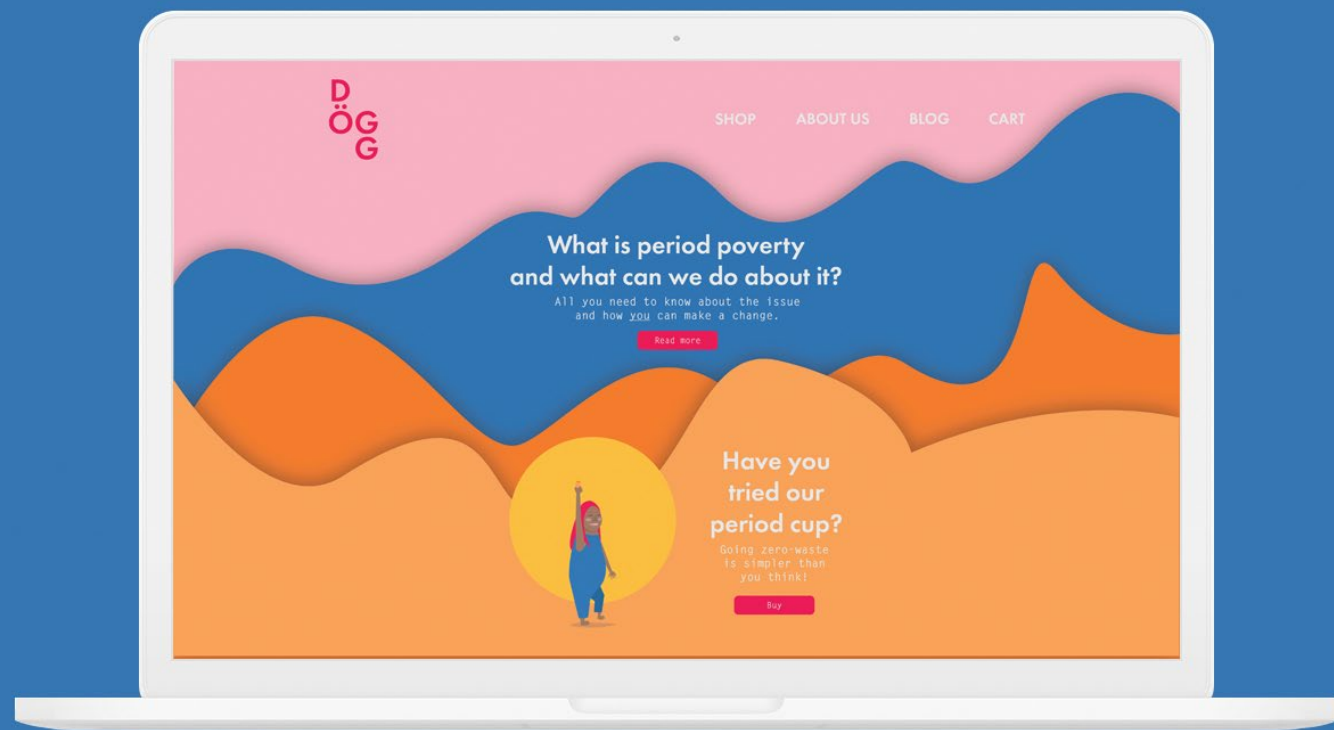 D
ÖG
G
SHOP ABOUT US BLOG CART
What is period poverty
and what can we do about it?
All you need to know about the issue
and how you can make a change.
Read more
Have you
tried our
period cup?
Going zero-waste
is simpler than
you think!
Buy